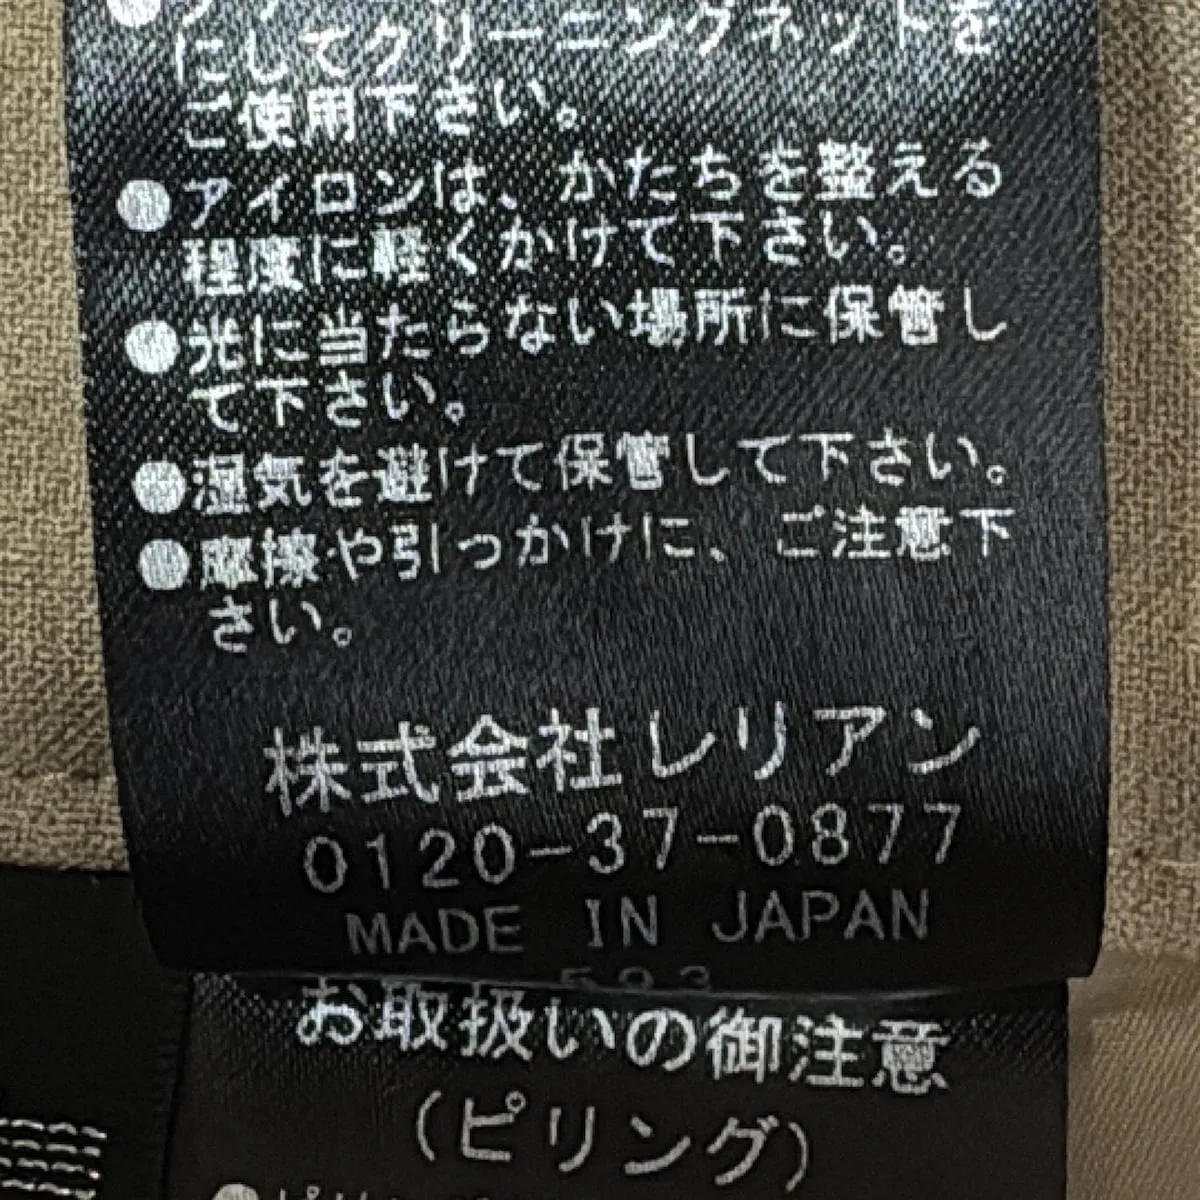 にしてクリーニングネットを
ご使用下さい。
●アイロンは、かたちを整える
程度に軽くかけて下さい。
●光に当たらない場所に保管し
て下さい。
●湿気を避けて保管して下さい。
●摩擦や引っかけに、ご注意下
さい。
株式会社レリアン
0120-37-0877
MADE IN JAPAN
593
お取扱いの御注意
(ピリング)